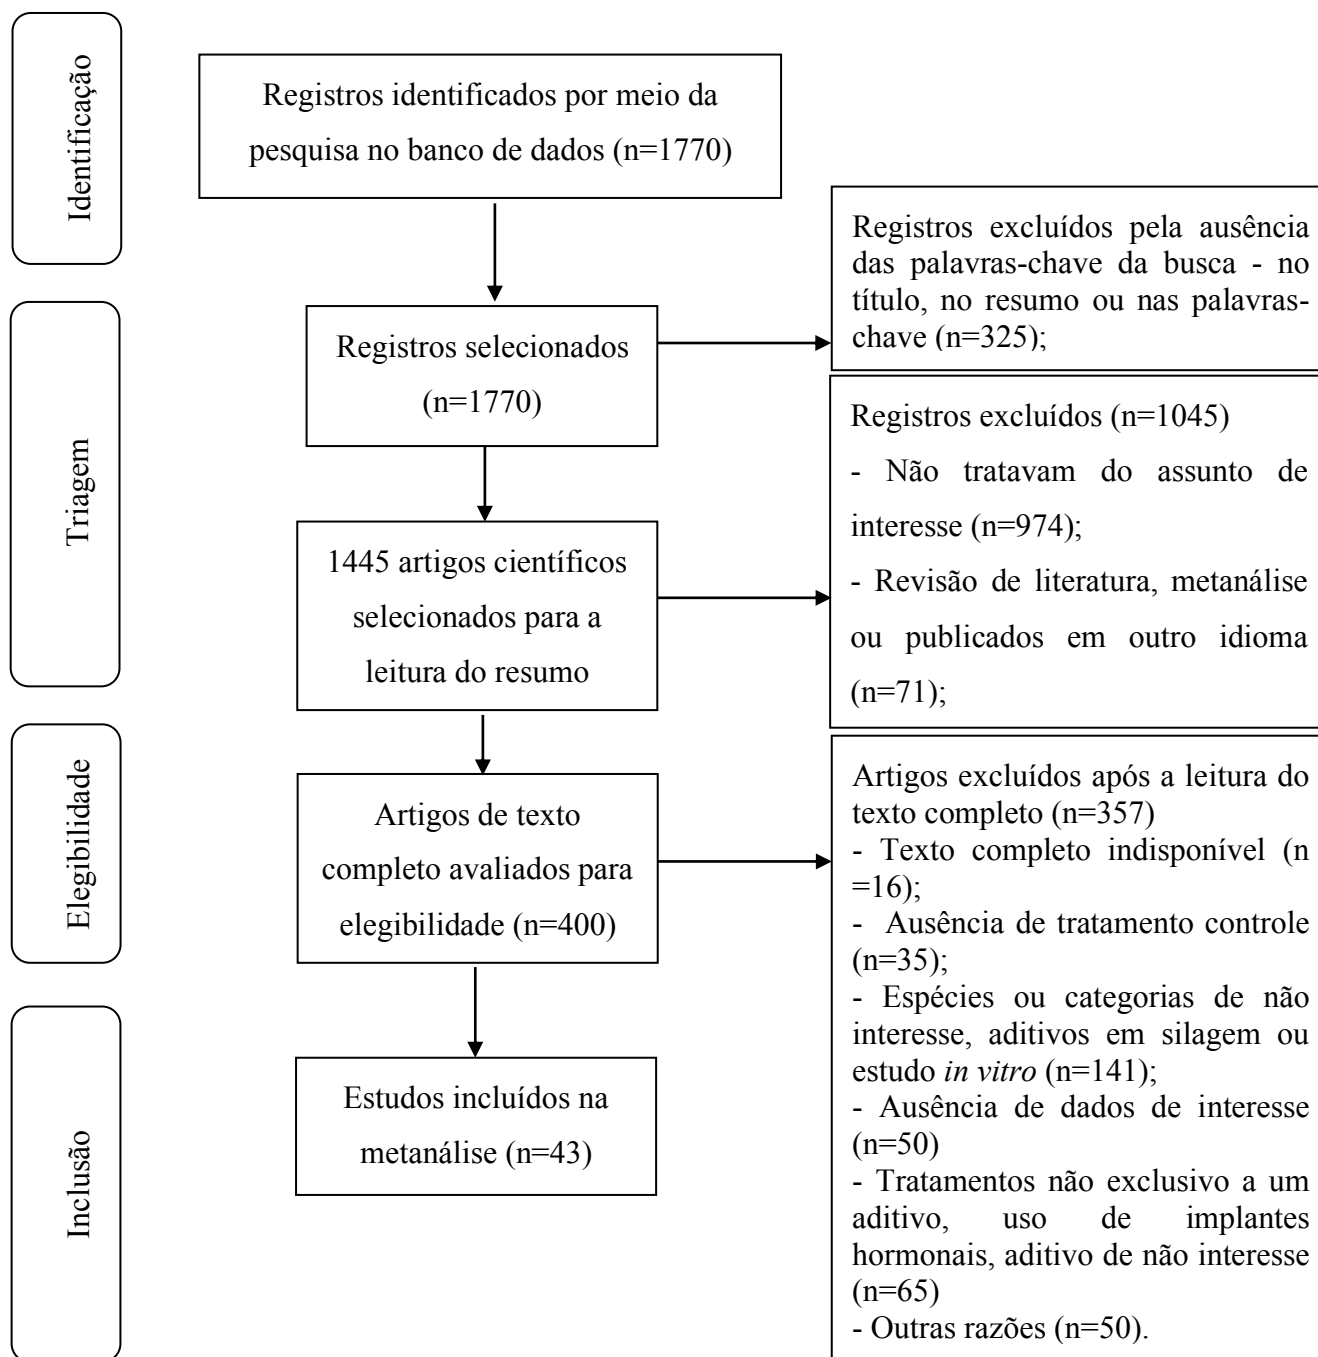 Identificação
Registros identificados por meio da
pesquisa no banco de dados (n=1770)
Registros excluídos pela ausência
das palavras-chave da busca - no
título, no resumo ou nas palavras-
chave (n=325);
Triagem
Registros selecionados
(n=1770)
Registros excluídos (n=1045)
- Não tratavam do assunto de
interesse (n=974);
- Revisão de literatura, metanálise
ou publicados em outro idioma
(n=71);
1445 artigos científicos
selecionados para a
leitura do resumo
Elegibilidade
Artigos de texto
completo avaliados para
elegibilidade (n=400)
Artigos excluídos após a leitura do
texto completo (n=357)
- Texto completo indisponível (n
=16);
- Ausência de tratamento controle
(n=35);
- Espécies ou categorias de não
interesse, aditivos em silagem ou
estudo in vitro (n=141);
- Ausência de dados de interesse
(n=50)
- Tratamentos não exclusivo a um
aditivo, uso de implantes
hormonais, aditivo de não interesse
(n=65)
- Outras razões (n=50).
Inclusão
Estudos incluídos na
metanálise (n=43)